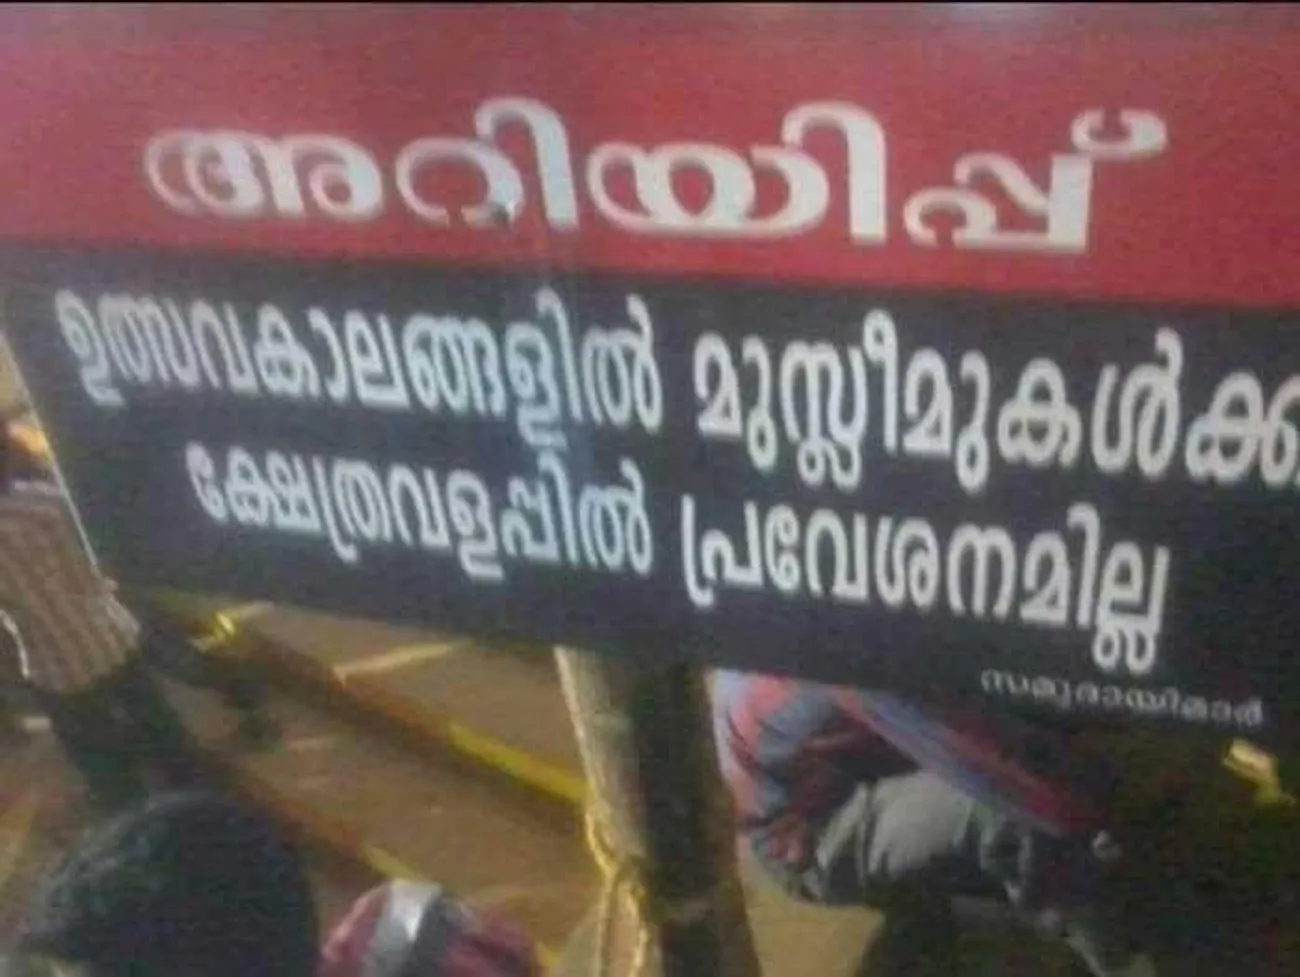 അറിയിപ്പ്
ഉത്സവകാലങ്ങളിൽ മുസ്ലീമുകൾക്ക
ക്ഷേത്രവളപ്പിൽ പ്രവേശനമില്ല
സമുദായിമാർ